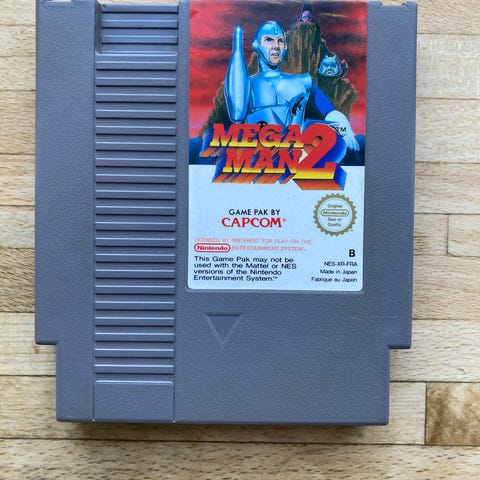 MEGA
MAN 2 ™
GAME PAK BY
CAPCOM®
Original
Nintendo
Seal of
Quality
LICENSED BY NINTENDO® FOR PLAY ON THE
Nintendo ENTERTAINMENT SYSTEM™
B
This Game Pak may not be
used with the Mattel or NES
versions of the Nintendo
Entertainment System.™
NES-XR-FRA
Made in Japan
Fabriqué au Japon